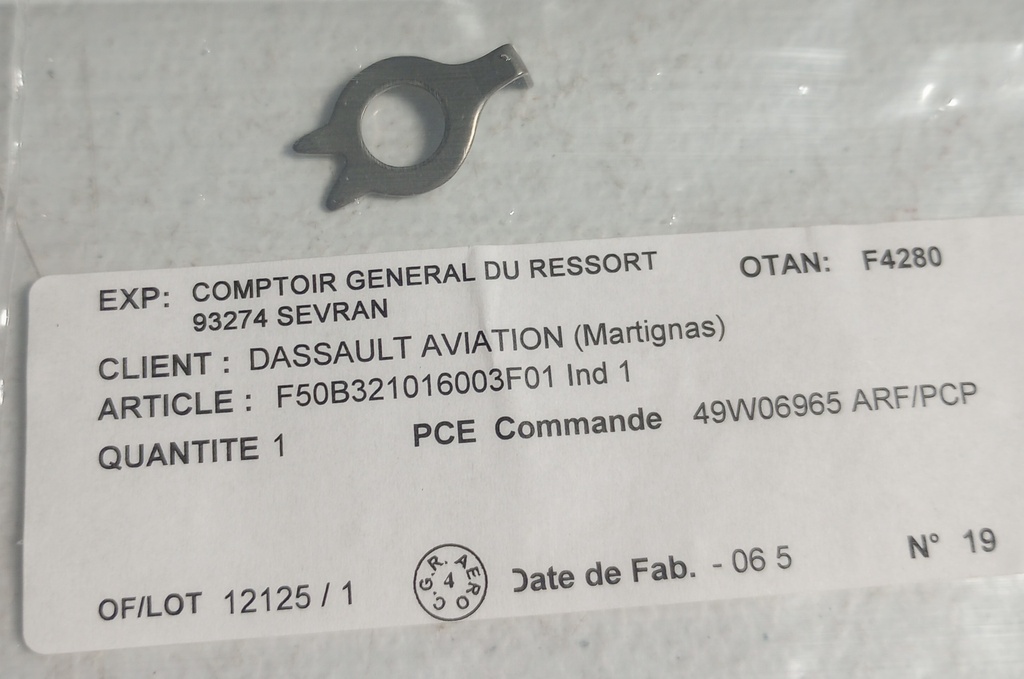 EXP: COMPTOIR GENERAL DU RESSORT OTAN: F4280
93274 SEVRAN
CLIENT : DASSAULT AVIATION (Martignas)
ARTICLE : F50B321016003F01 Ind 1
QUANTITE 1 PCE Commande 49W06965 ARF/PCP
OF/LOT 12125 / 1 C.G.R. AERO 4 Date de Fab. - 06 5 N° 19